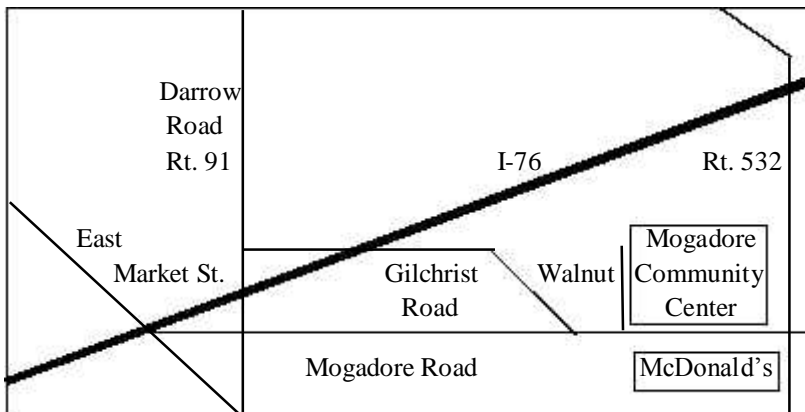 Darrow
Road
Rt. 91
I-76
Rt. 532
East
Market St.
Gilchrist
Road
Walnut
Mogadore
Community
Center
Mogadore Road
McDonald’s